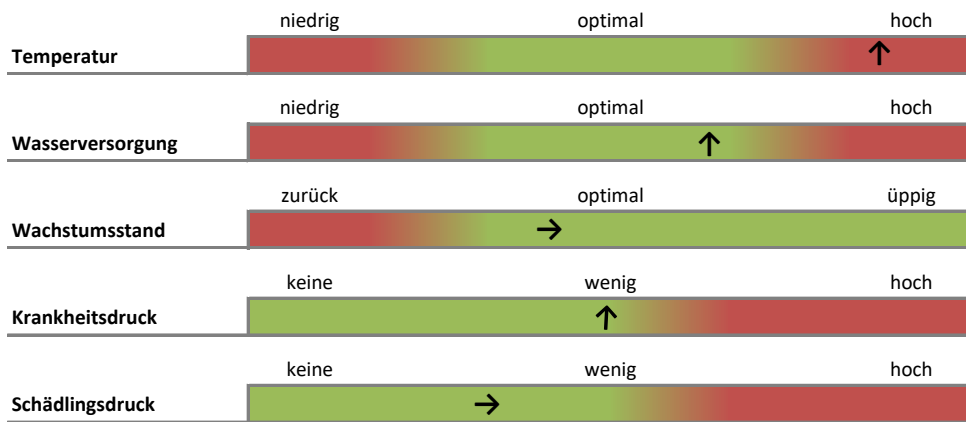 niedrig optimal hoch
Temperatur
niedrig optimal hoch
Wasserversorgung
zurück optimal üppig
Wachstumsstand
keine wenig hoch
Krankheitsdruck
keine wenig hoch
Schädlingsdruck